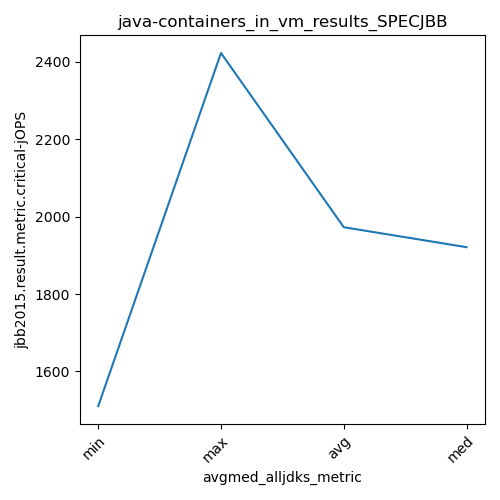 java-containers_in_vm_results_SPECJBB
jbb2015.result.metric.critical-jOPS
2400
2200
2000
1800
1600
min
max
avg
med
avgmed_alljdks_metric